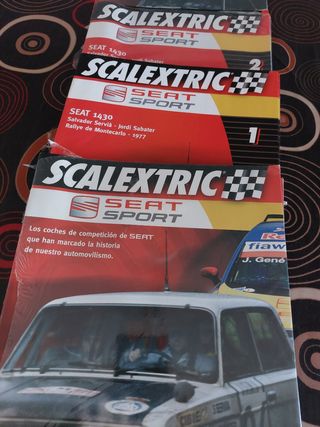 SCALEXTRIC
SEAT
SPORT
SEAT 1430
2
SCALEXTRIC
SEAT
SPORT
SEAT 1430
Salvador Servià - Jordi Sabater
Rallye de Montecarlo - 1977
1
SCALEXTRIC
SEAT
SPORT
Los coches de competición de SEAT
que han marcado la historia
de nuestro automovilismo.
fiaw
J. Gené